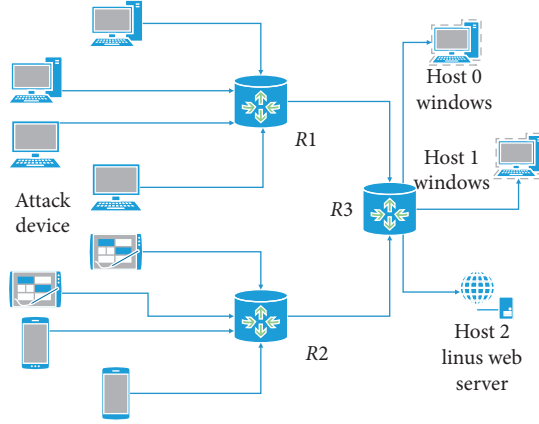 Host 0
windows
R1
Host 1
windows
Attack
device
R3
R2
Host 2
linus web
server